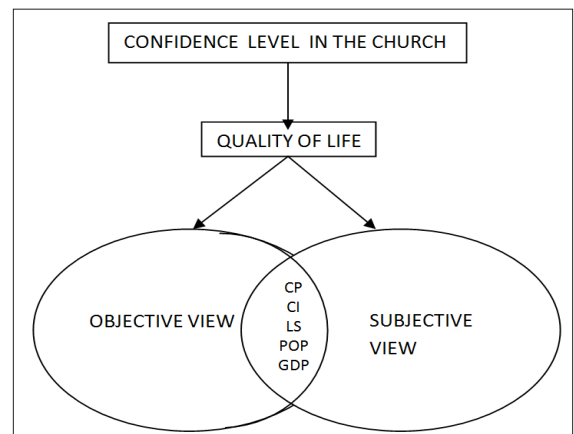 CONFIDENCE LEVEL IN THE CHURCH
QUALITY OF LIFE
OBJECTIVE VIEW
CP
CI
LS
POP
GDP
SUBJECTIVE
VIEW